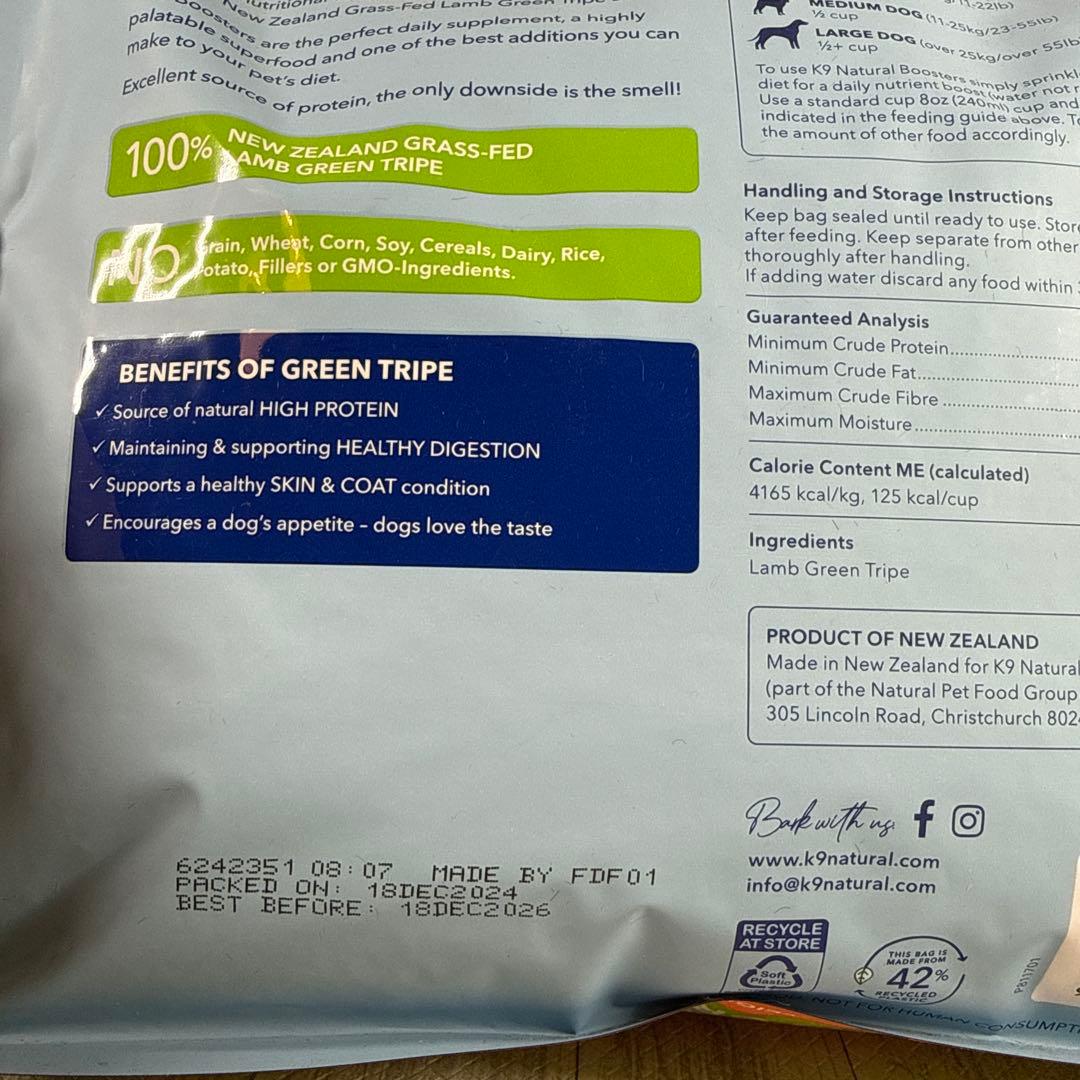 New Zealand Grass-Fed Lamb Green
Boosters are the perfect daily supplement, a highly
palatable superfood and one of the best additions you can
make to your pet's diet.
Excellent source of protein, the only downside is the smell!
100% NEW ZEALAND GRASS-FED
LAMB GREEN TRIPE
NO Grain, Wheat, Corn, Soy, Cereals, Dairy, Rice,
Potato, Fillers or GMO-Ingredients.
BENEFITS OF GREEN TRIPE
✓ Source of natural HIGH PROTEIN
✓ Maintaining & supporting HEALTHY DIGESTION
✓ Supports a healthy SKIN & COAT condition
✓ Encourages a dog's appetite – dogs love the taste
6242351 08:07 MADE BY FDF01
PACKED ON: 18DEC2024
BEST BEFORE: 18DEC2026
MEDIUM DOG (11-25kg/23-55lb)
½ cup
LARGE DOG (over 25kg/over 55lb
½+ cup
To use K9 Natural Boosters simply
diet for a daily nutrient boost (water not
Use a standard cup 8oz (240ml) cup and
indicated in the feeding guide above.
the amount of other food accordingly.
Handling and Storage Instructions
Keep bag sealed until ready to use.
after feeding. Keep separate from other
thoroughly after handling.
If adding water discard any food within
Guaranteed Analysis
Minimum Crude Protein
Minimum Crude Fat
Maximum Crude Fibre
Maximum Moisture
Calorie Content ME (calculated)
4165 kcal/kg, 125 kcal/cup
Ingredients
Lamb Green Tripe
PRODUCT OF NEW ZEALAND
Made in New Zealand for K9 Natural
(part of the Natural Pet Food Group
305 Lincoln Road, Christchurch 802
Bark with us:
www.k9natural.com
info@k9natural.com
RECYCLE
AT STORE
Soft
Plastic
THIS BAG IS
MADE FROM
42%
RECYCLED
PLASTIC
P811701
NOT FOR HUMAN